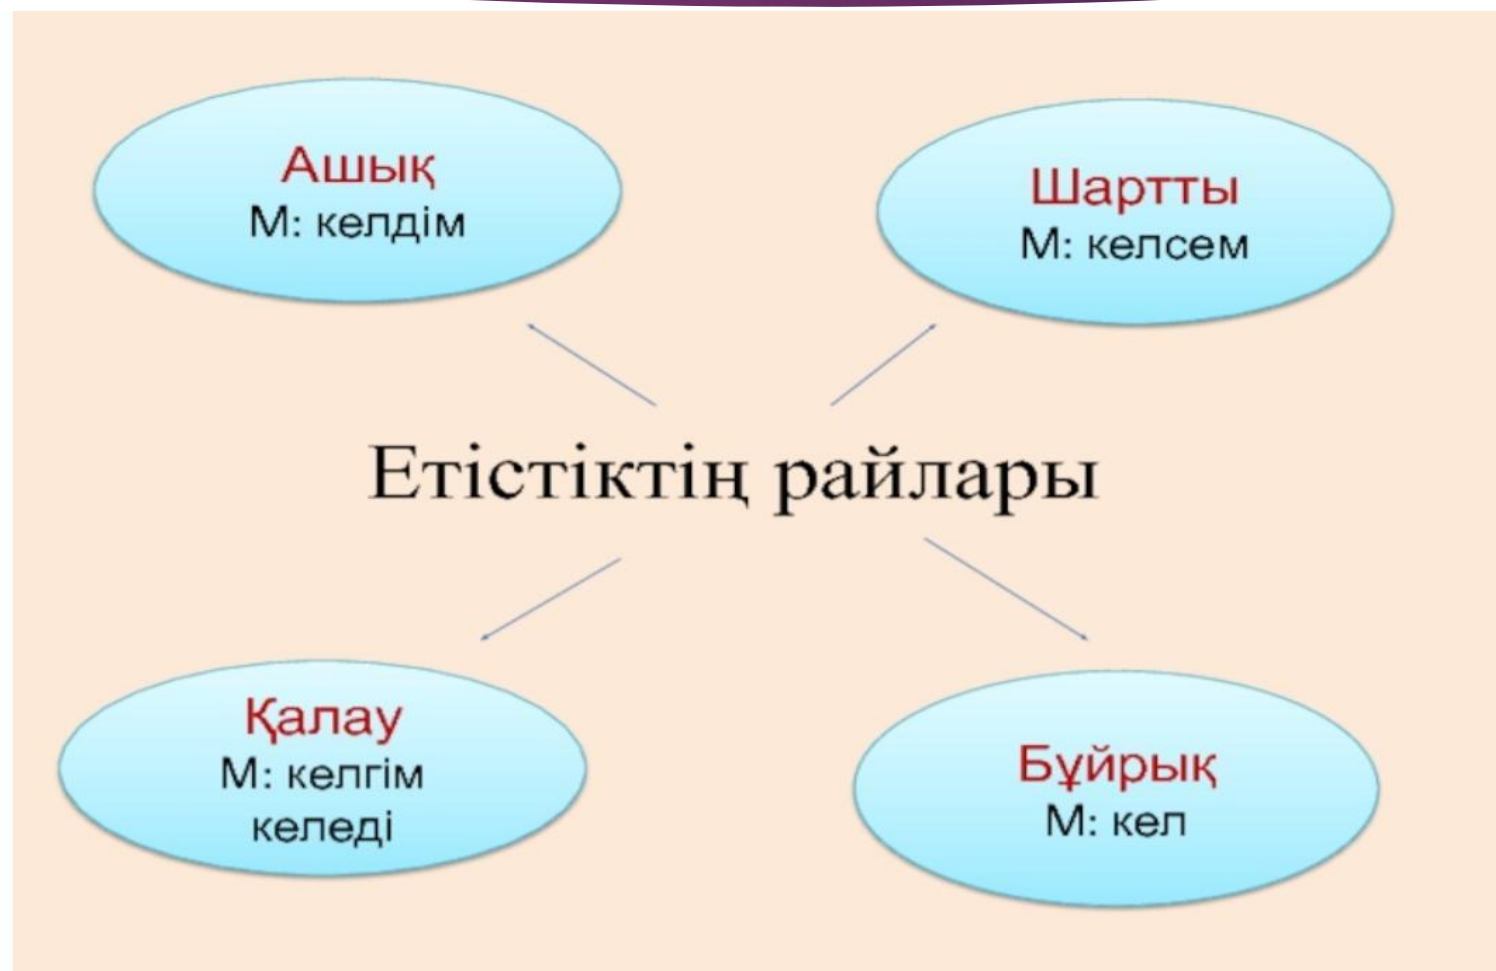 Ашық
М: келдім
Шартты
М: келсем
Етістіктің райлары
Қалау
М: келгім
келеді
Бұйрық
М: кел